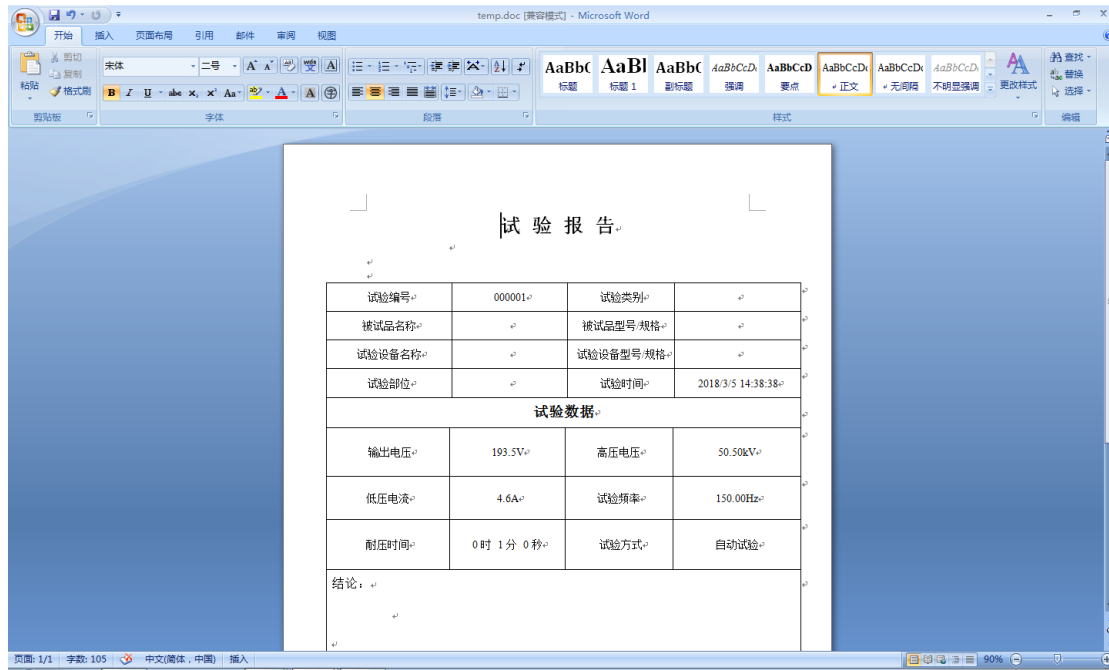 temp.doc [兼容模式] - Microsoft Word
开始 插入 页面布局 引用 邮件 审阅 视图
粘贴 剪切 复制 格式刷
宋体 二号
AaBb( AaBl AaBbC AaBbCcD AaBbCcD AaBbCcD AaBbCcD AaBbCcD
标题 标题 1 副标题 强调 要点 正文 无间隔 不明显强调
更改样式
查找 替换 选择
剪贴板 字体 段落 样式 编辑
试 验 报 告
试验编号 000001 试验类别
被试品名称 被试品型号/规格
试验设备名称 试验设备型号/规格
试验部位 试验时间 2018/3/5 14:38:38
试验数据
输出电压 193.5V 高压电压 50.50kV
低压电流 4.6A 试验频率 150.00Hz
耐压时间 0时 1分 0秒 试验方式 自动试验
结论：
页面: 1/1 字数: 105 中文(简体，中国) 插入 90%